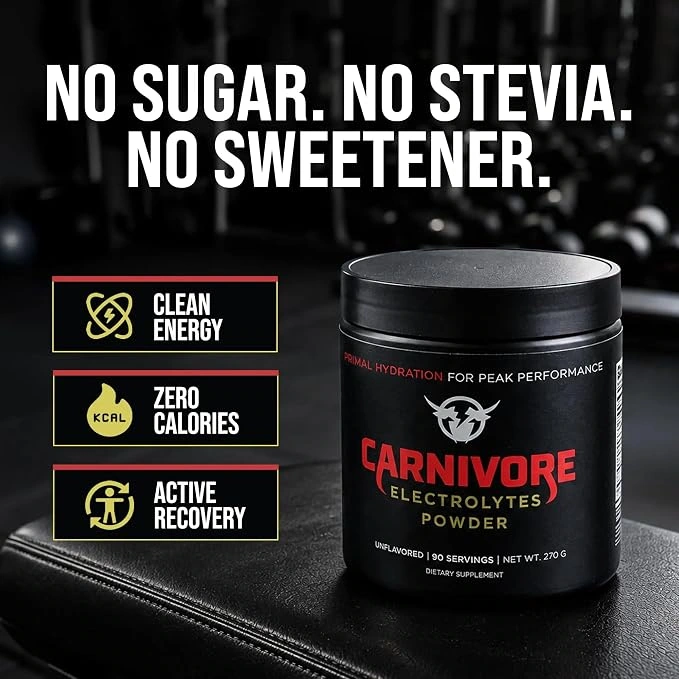 NO SUGAR. NO STEVIA.
NO SWEETENER.
CLEAN
ENERGY
KCAL
ZERO
CALORIES
ACTIVE
RECOVERY
PRIMAL HYDRATION FOR PEAK PERFORMANCE
CARNIVORE
ELECTROLYTES
POWDER
UNFLAVORED | 90 SERVINGS | NET WT. 270 G
DIETARY SUPPLEMENT